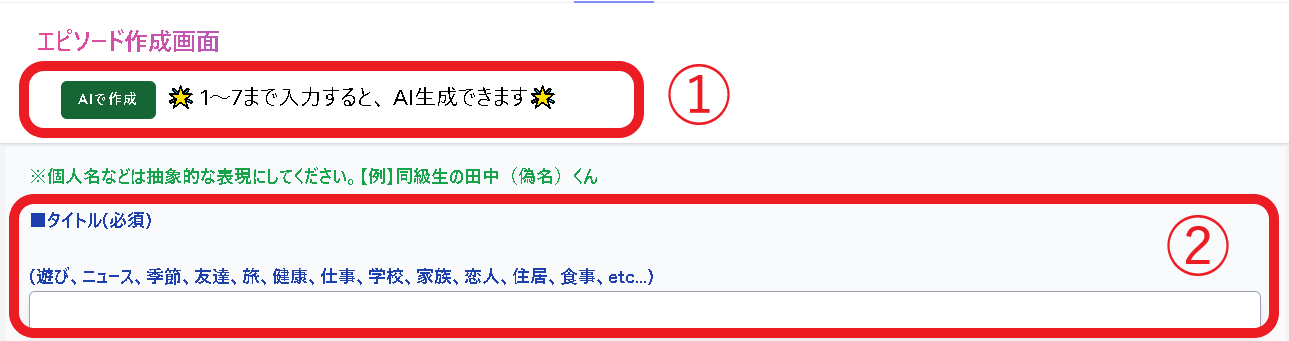 エピソード作成画面
AIで作成 🌟 1～7まで入力すると、AI生成できます🌟
①
※個人名などは抽象的な表現にしてください。【例】同級生の田中（偽名）くん
■タイトル(必須)
②
(遊び、ニュース、季節、友達、旅、健康、仕事、学校、家族、恋人、住居、食事、etc...)